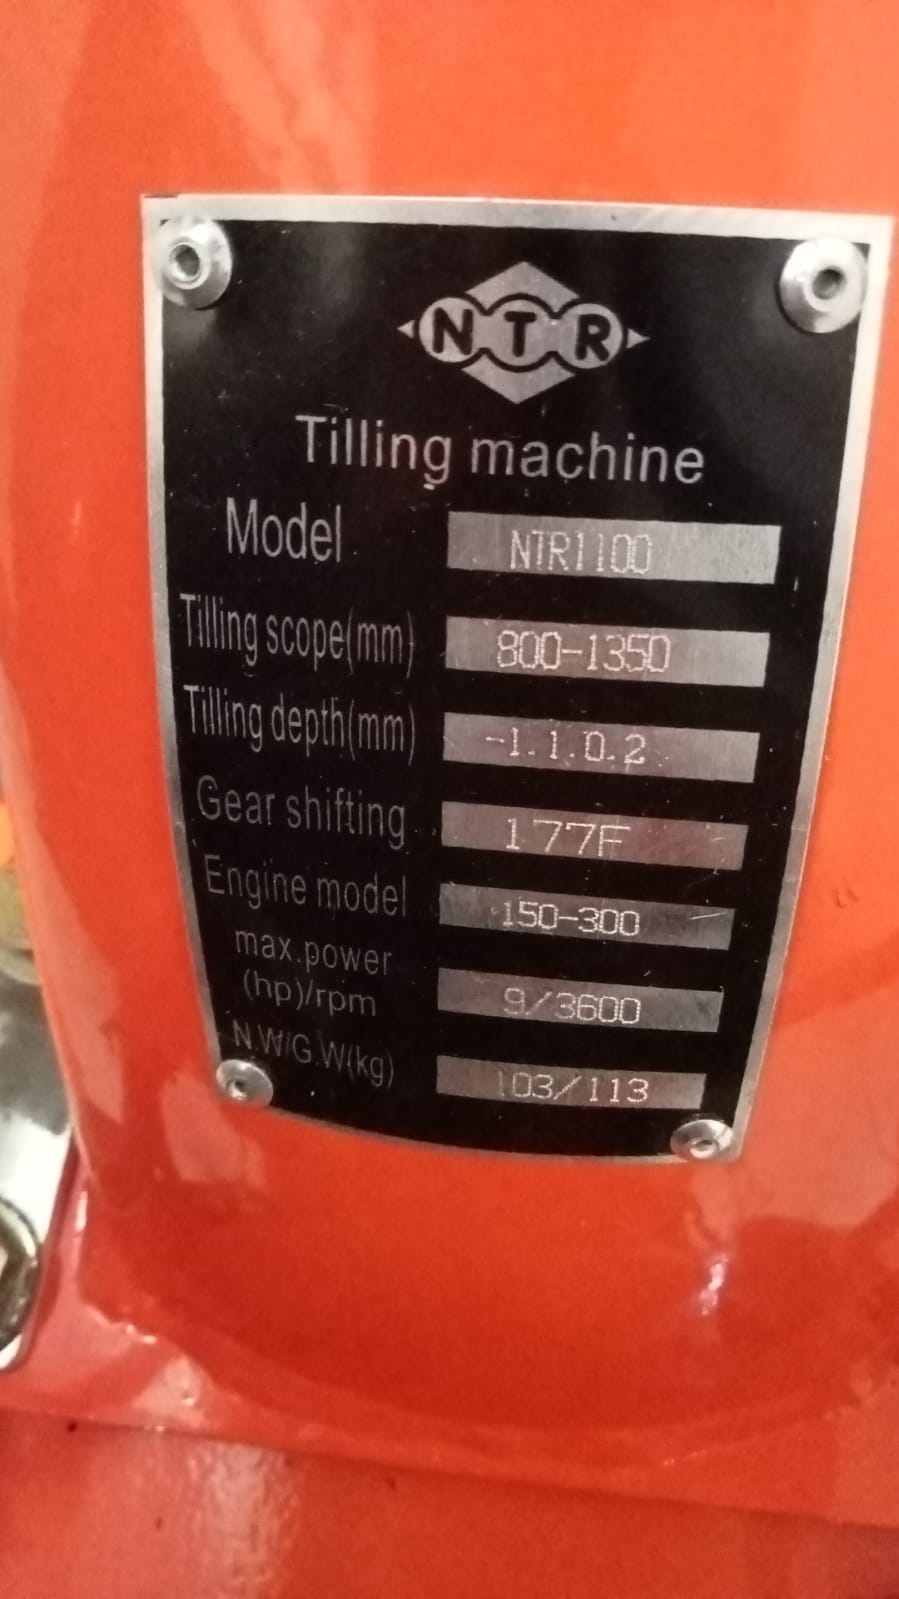 NTR
Tilling machine
Model NTR1100
Tilling scope(mm) 800-1350
Tilling depth(mm) -1.1.0.2
Gear shifting 177F
Engine model 150-300
max.power
(hp)/rpm 9/3600
N.W/G.W(kg) 103/113